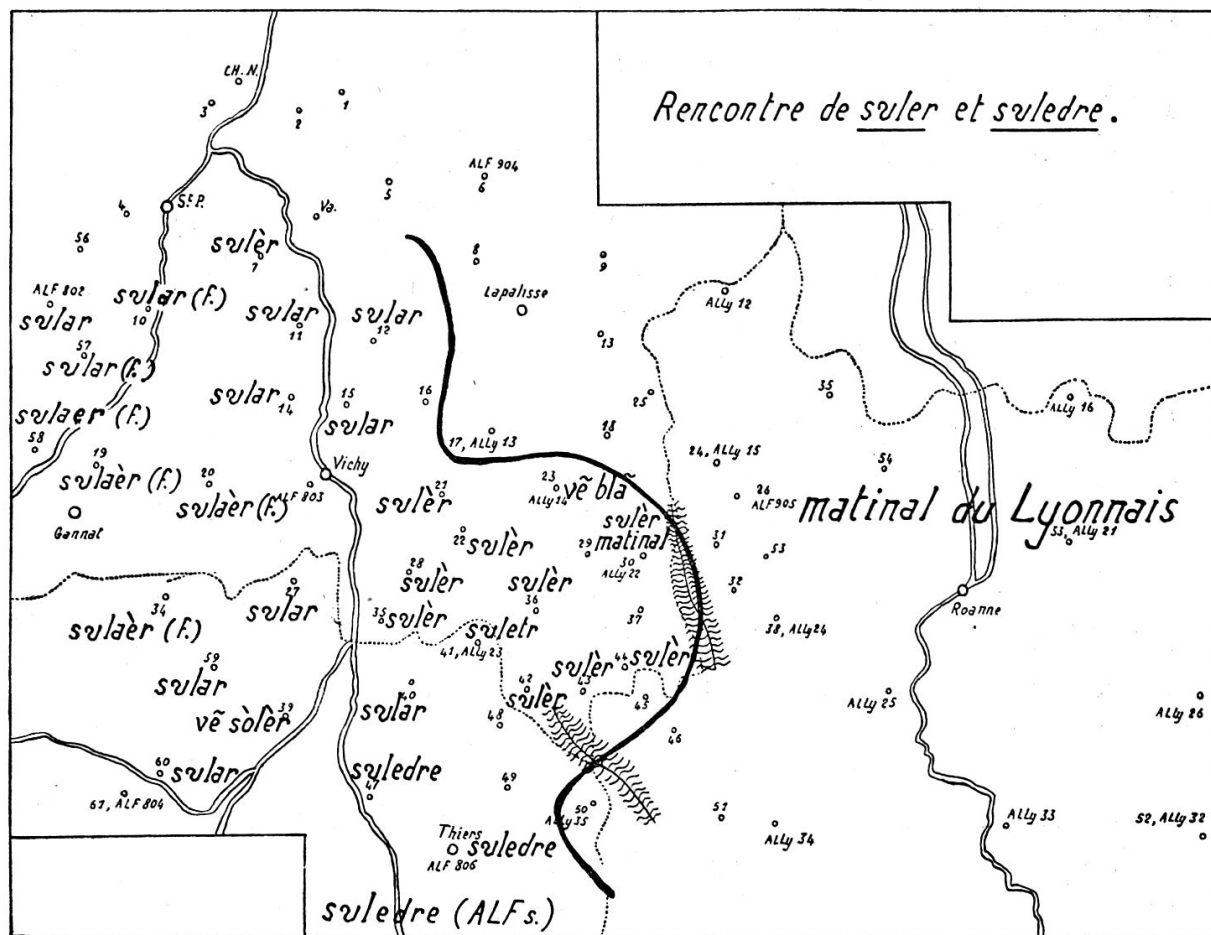 Rencontre de suler et suledre.
CH. N.
3
2
1
ALF 904
6
5
4
St P.
Va.
56
sulèr
7
8
9
Lapalisse
ALF 802
sular
sular (f.)
10
sular
11
sular
12
ALLy 12
13
57
sular (f.)
sular
14
15
sular
16
25
35
ALLy 16
sulaer (f.)
58
17, ALLy 13
18
24, ALLy 15
54
19
sulaèr (f.)
20
sulaèr (f.)
ALF 803
Vichy
Gannat
sulèr
21
23
ALLy 14
vẽ blã
26
ALF 905
matinal du Lyonnais
22
sulèr
29
sulèr
matinal
30
ALLy 22
31
53
33, ALLy 21
28
sulèr
32
Roanne
27
sular
34
sulaèr (f.)
35
sulèr
sulèr
36
37
38, ALLy 24
suletr
41, ALLy 23
59
sular
40
sular
42
sulèr
sulèr
43
44
sulèr
45
ALLy 25
ALLy 26
vẽ sòlèr
39
48
46
60
sular
61, ALF 804
suledre
47
49
50
ALLy 35
51
ALLy 34
ALLy 33
52, ALLy 32
Thiers
ALF 806
suledre
suledre (ALF s.)